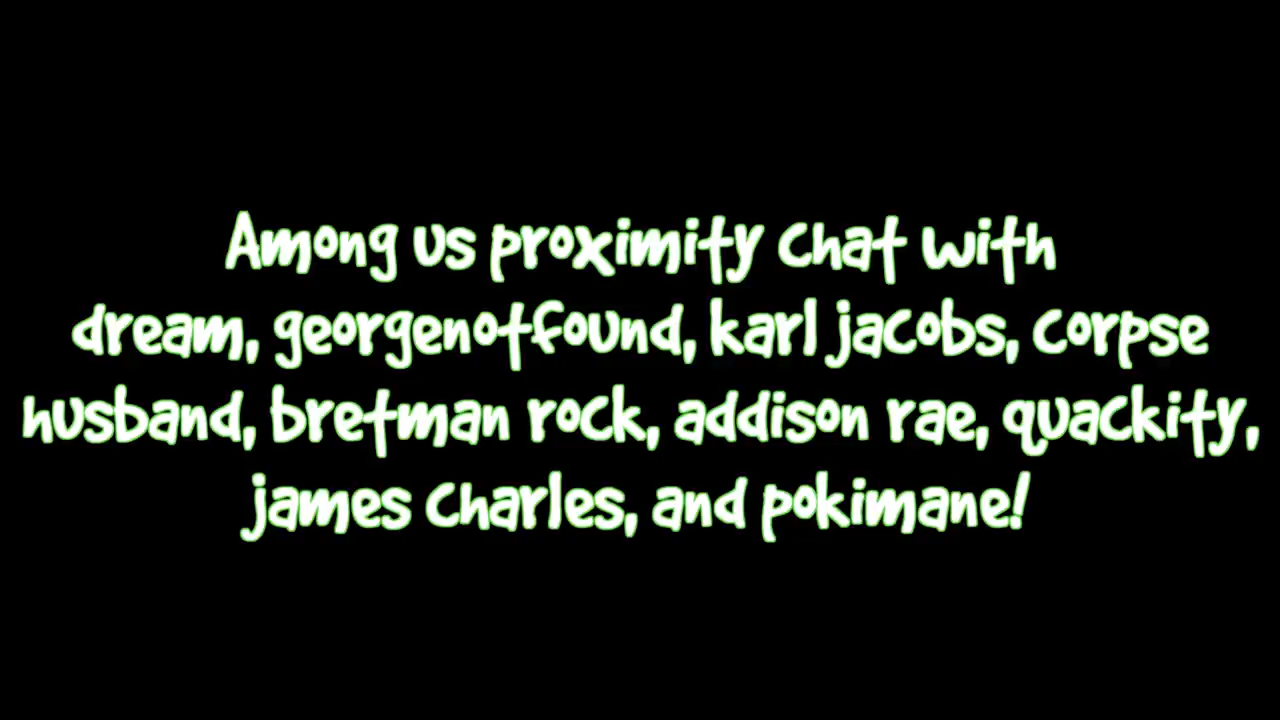 Among us proximity chat with
dream, georgenotfound, karl jacobs, corpse
husband, bretman rock, addison rae, quackity,
james charles, and pokimane!